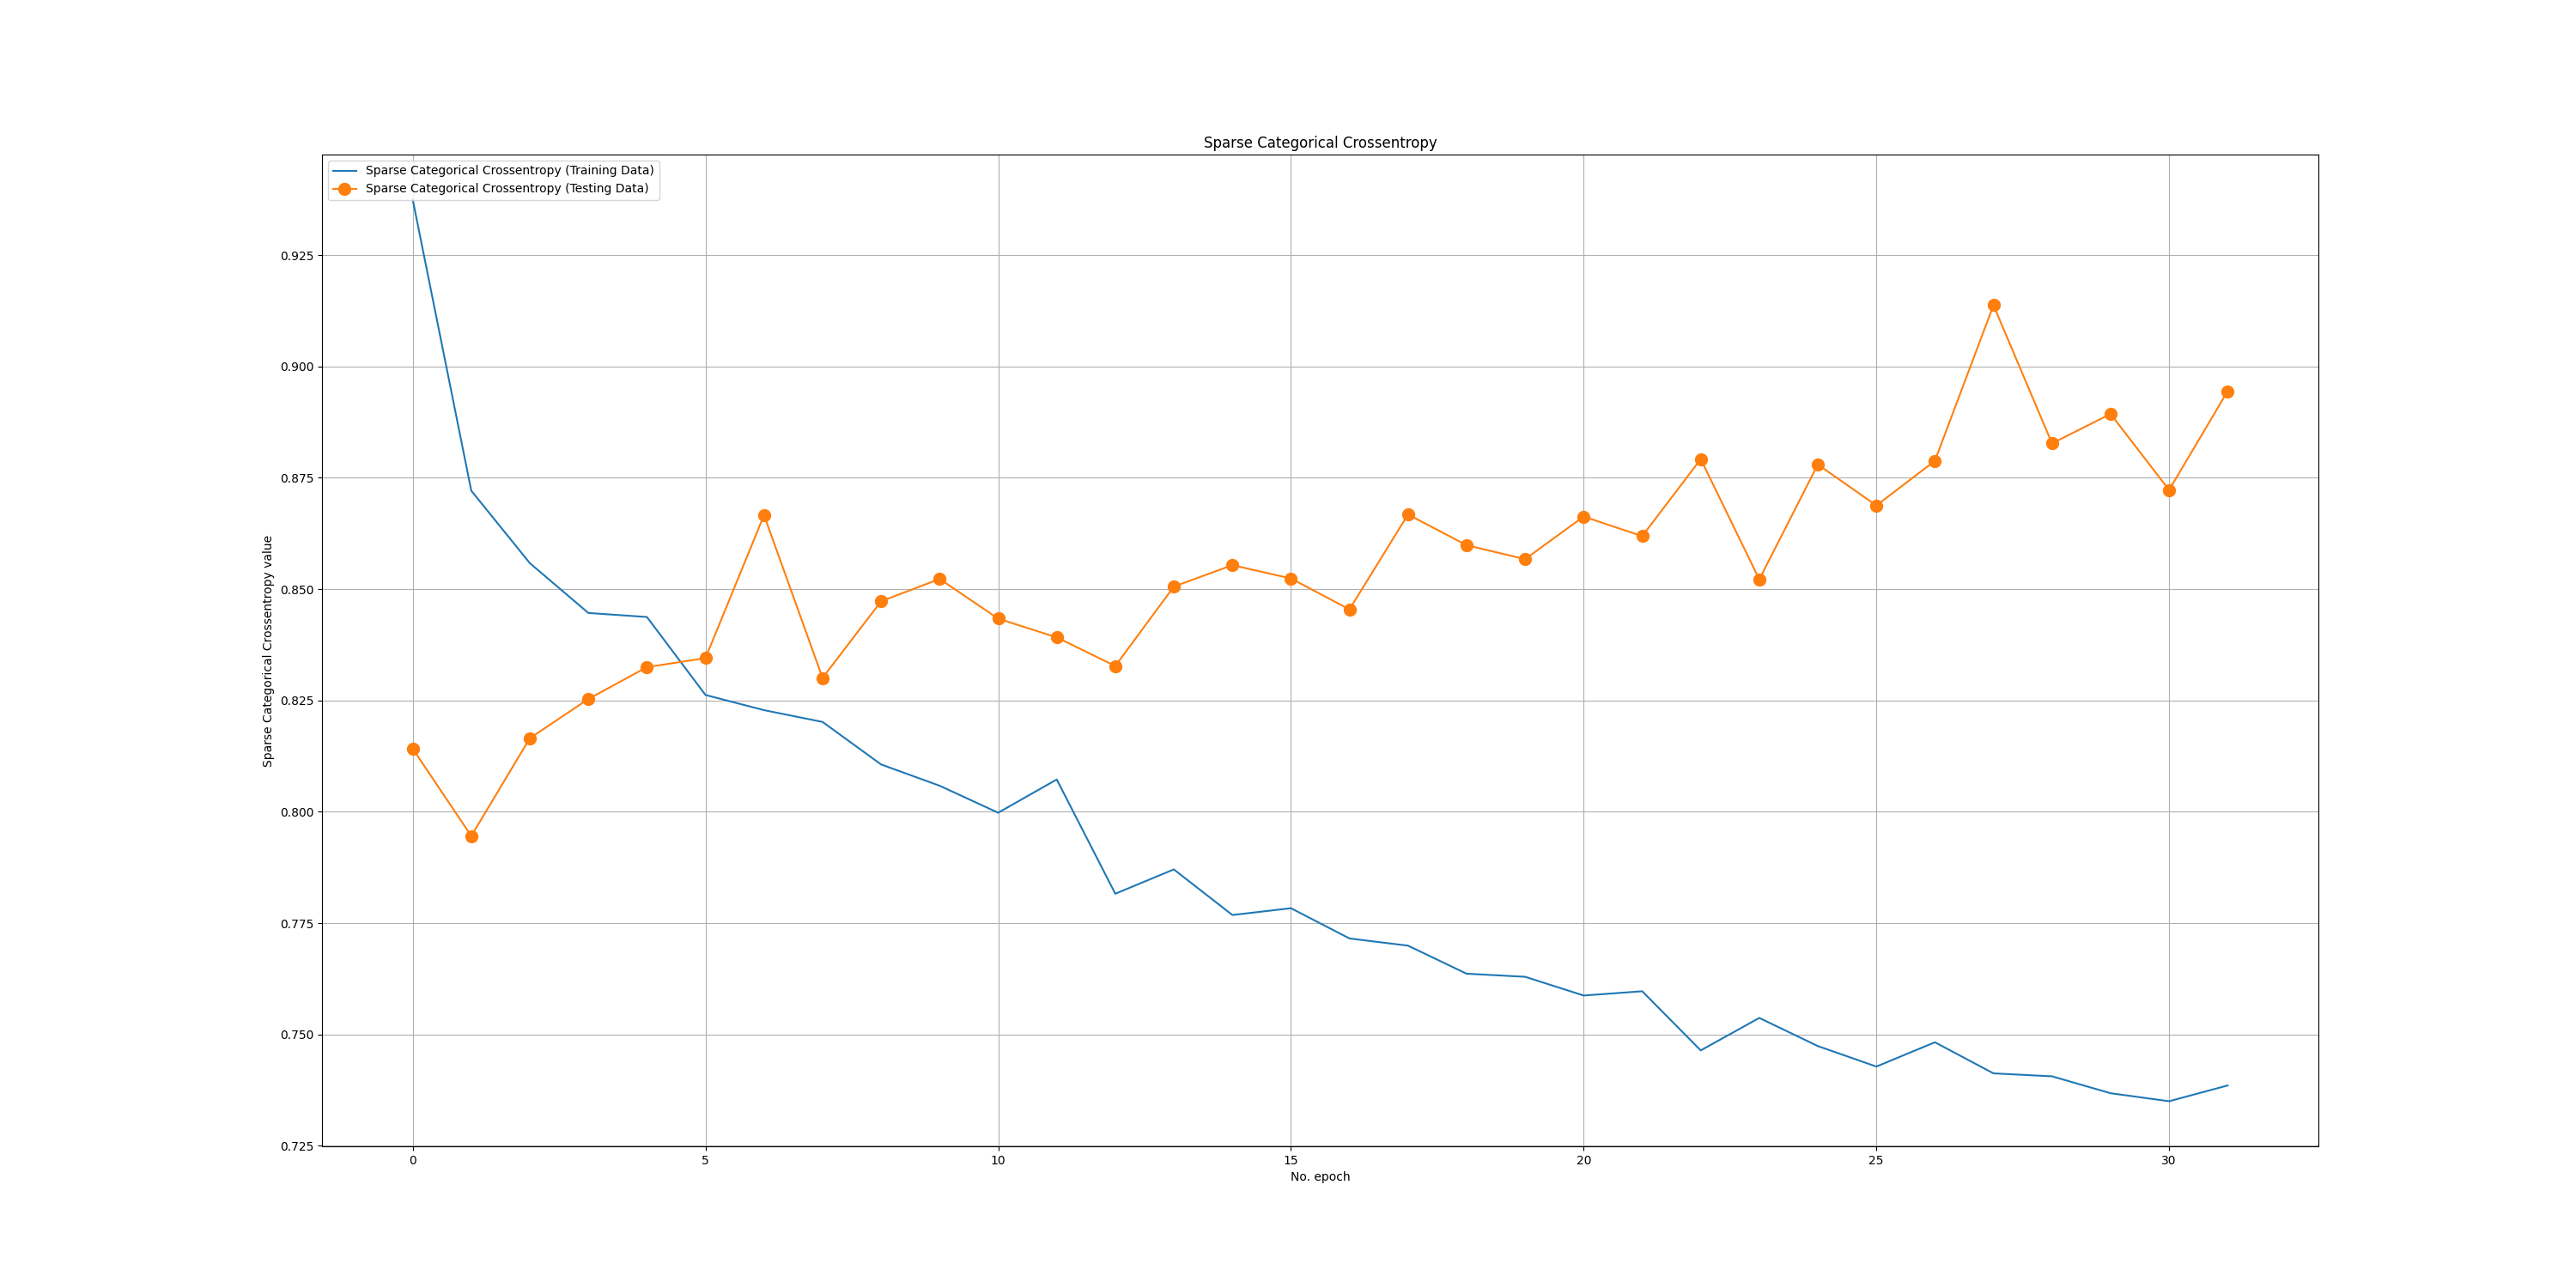 Sparse Categorical Crossentropy
Sparse Categorical Crossentropy (Training Data)
Sparse Categorical Crossentropy (Testing Data)
Sparse Categorical Crossentropy value
0.925
0.900
0.875
0.850
0.825
0.800
0.775
0.750
0.725
0 5 10 15 20 25 30
No. epoch